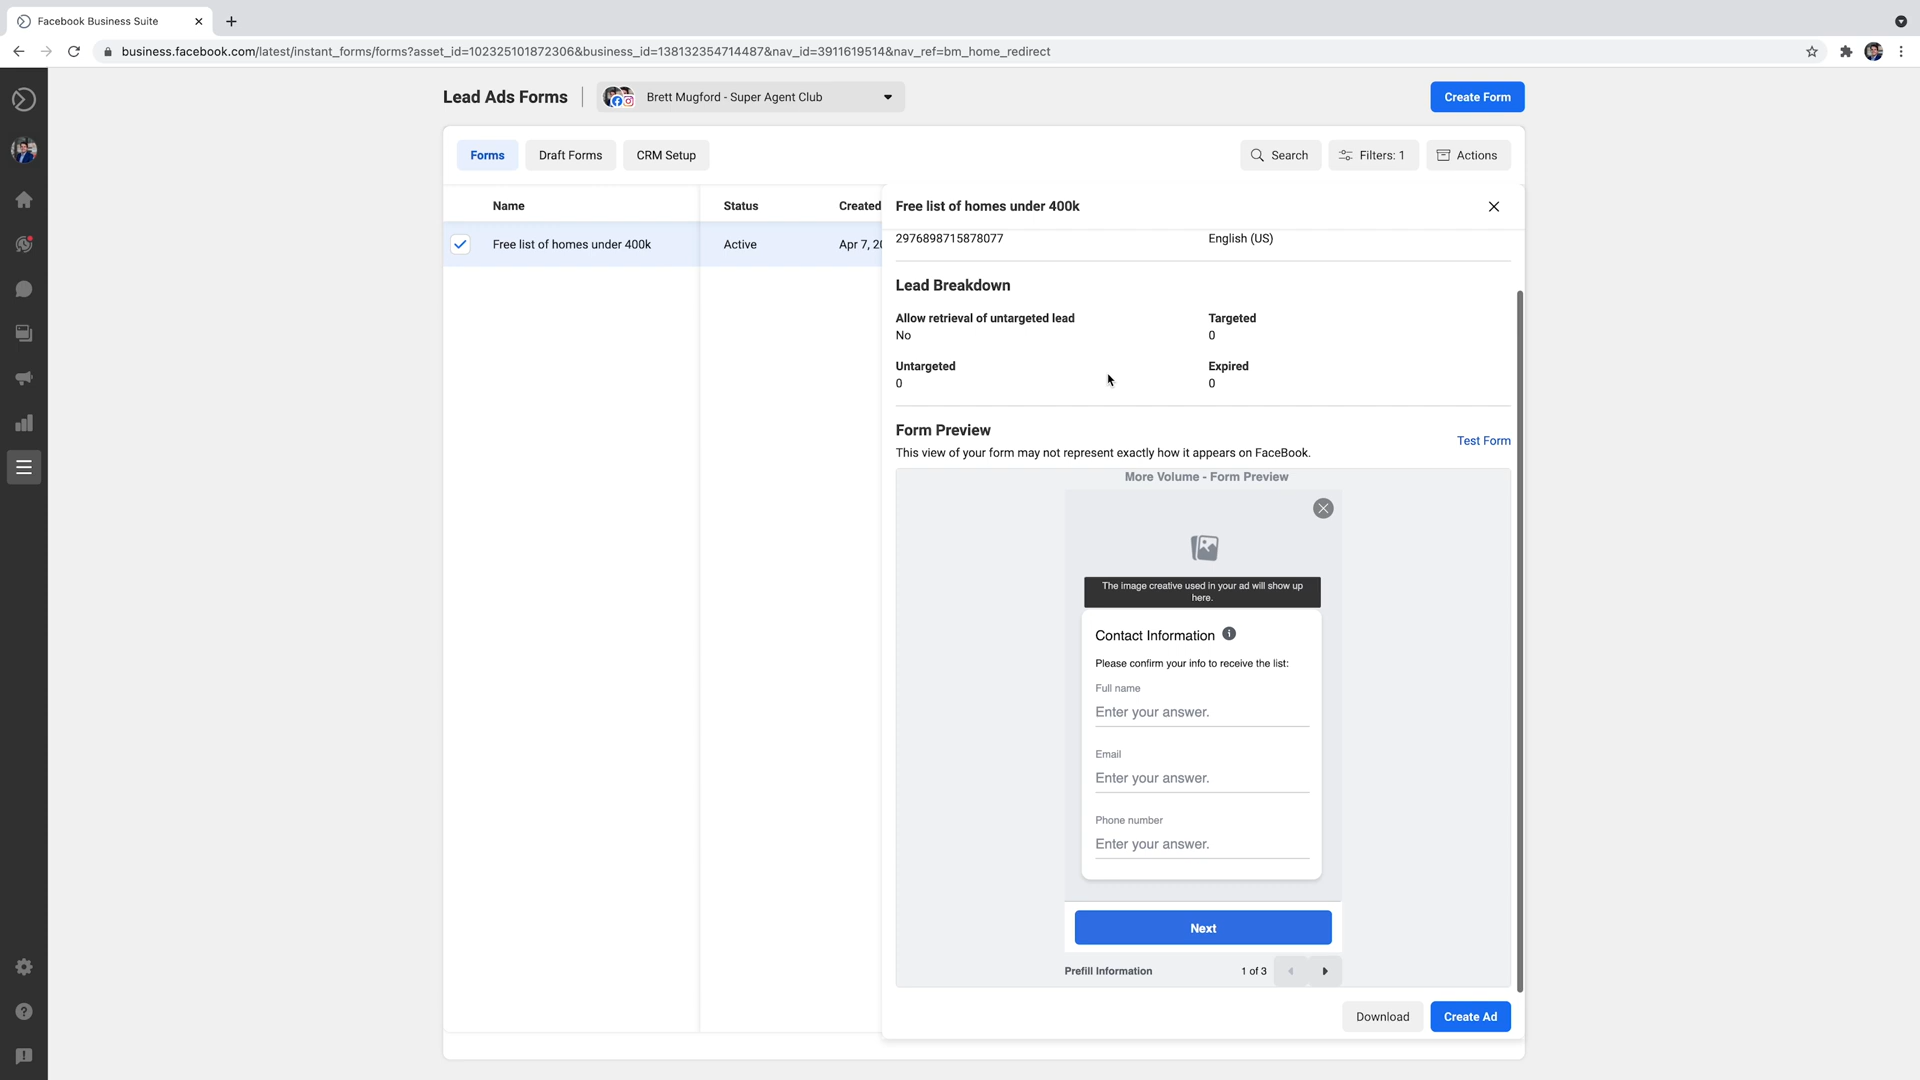 Facebook Business Suite
business.facebook.com/latest/instant_forms/forms?asset_id=102325101872306&business_id=138132354714487&nav_id=3911619514&nav_ref=bm_home_redirect
Lead Ads Forms
Brett Mugford - Super Agent Club
Create Form
Forms
Draft Forms
CRM Setup
Search
Filters: 1
Actions
Name
Status
Created
Free list of homes under 400k
Active
Apr 7, 20
Free list of homes under 400k
2976898715878077
English (US)
Lead Breakdown
Allow retrieval of untargeted lead
No
Targeted
0
Untargeted
0
Expired
0
Form Preview
This view of your form may not represent exactly how it appears on FaceBook.
Test Form
More Volume - Form Preview
The image creative used in your ad will show up
here.
Contact Information
Please confirm your info to receive the list:
Full name
Enter your answer.
Email
Enter your answer.
Phone number
Enter your answer.
Next
Prefill Information
1 of 3
Download
Create Ad